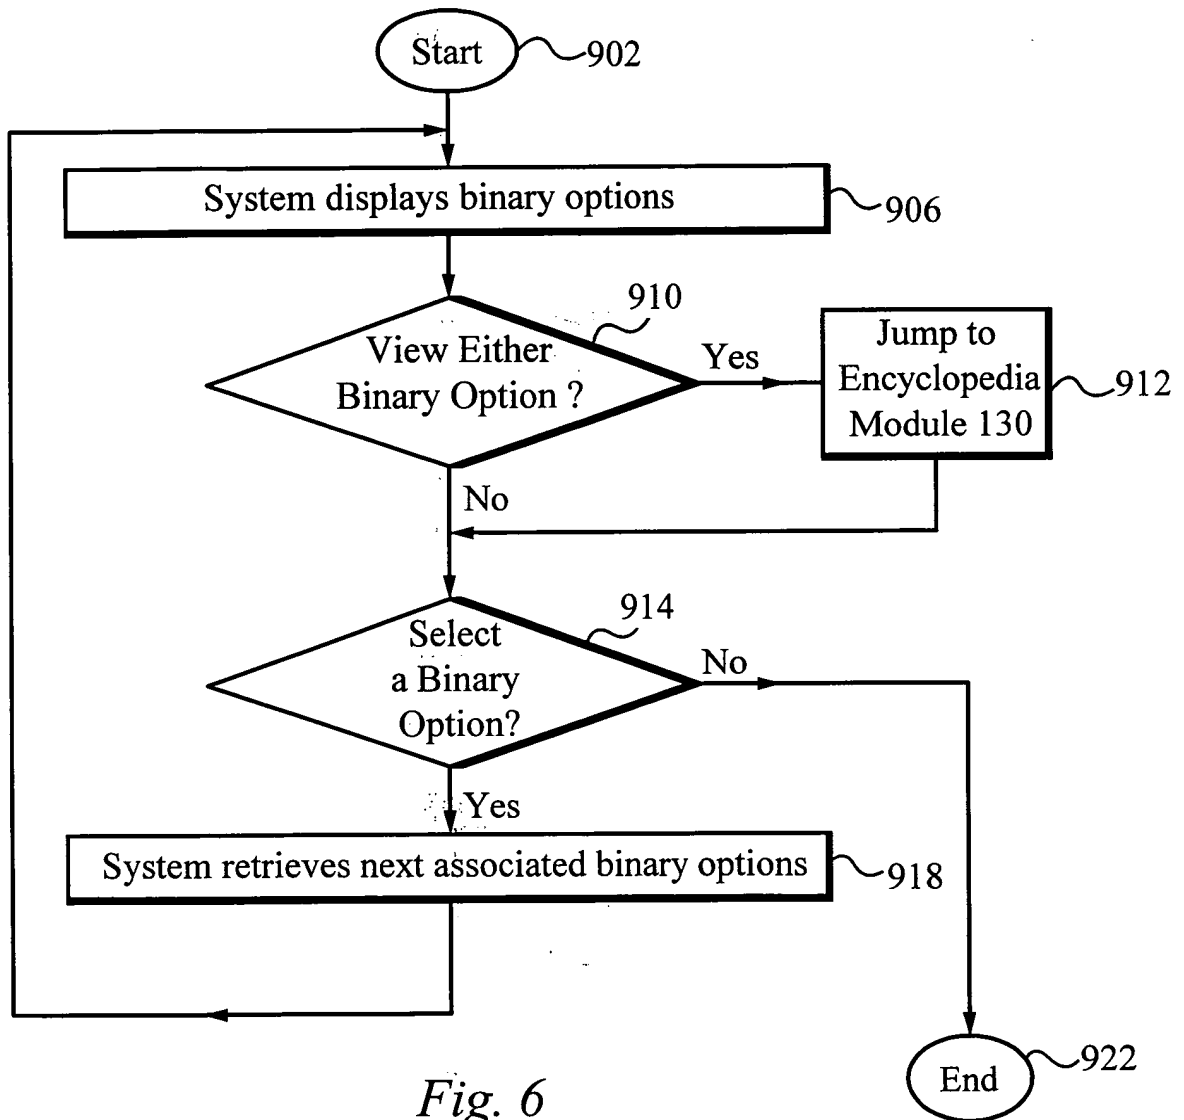 Start
902
System displays binary options
906
910
View Either
Binary Option ?
Yes
Jump to
Encyclopedia
Module 130
912
No
914
Select
a Binary
Option?
No
Yes
System retrieves next associated binary options
918
End
922
Fig. 6